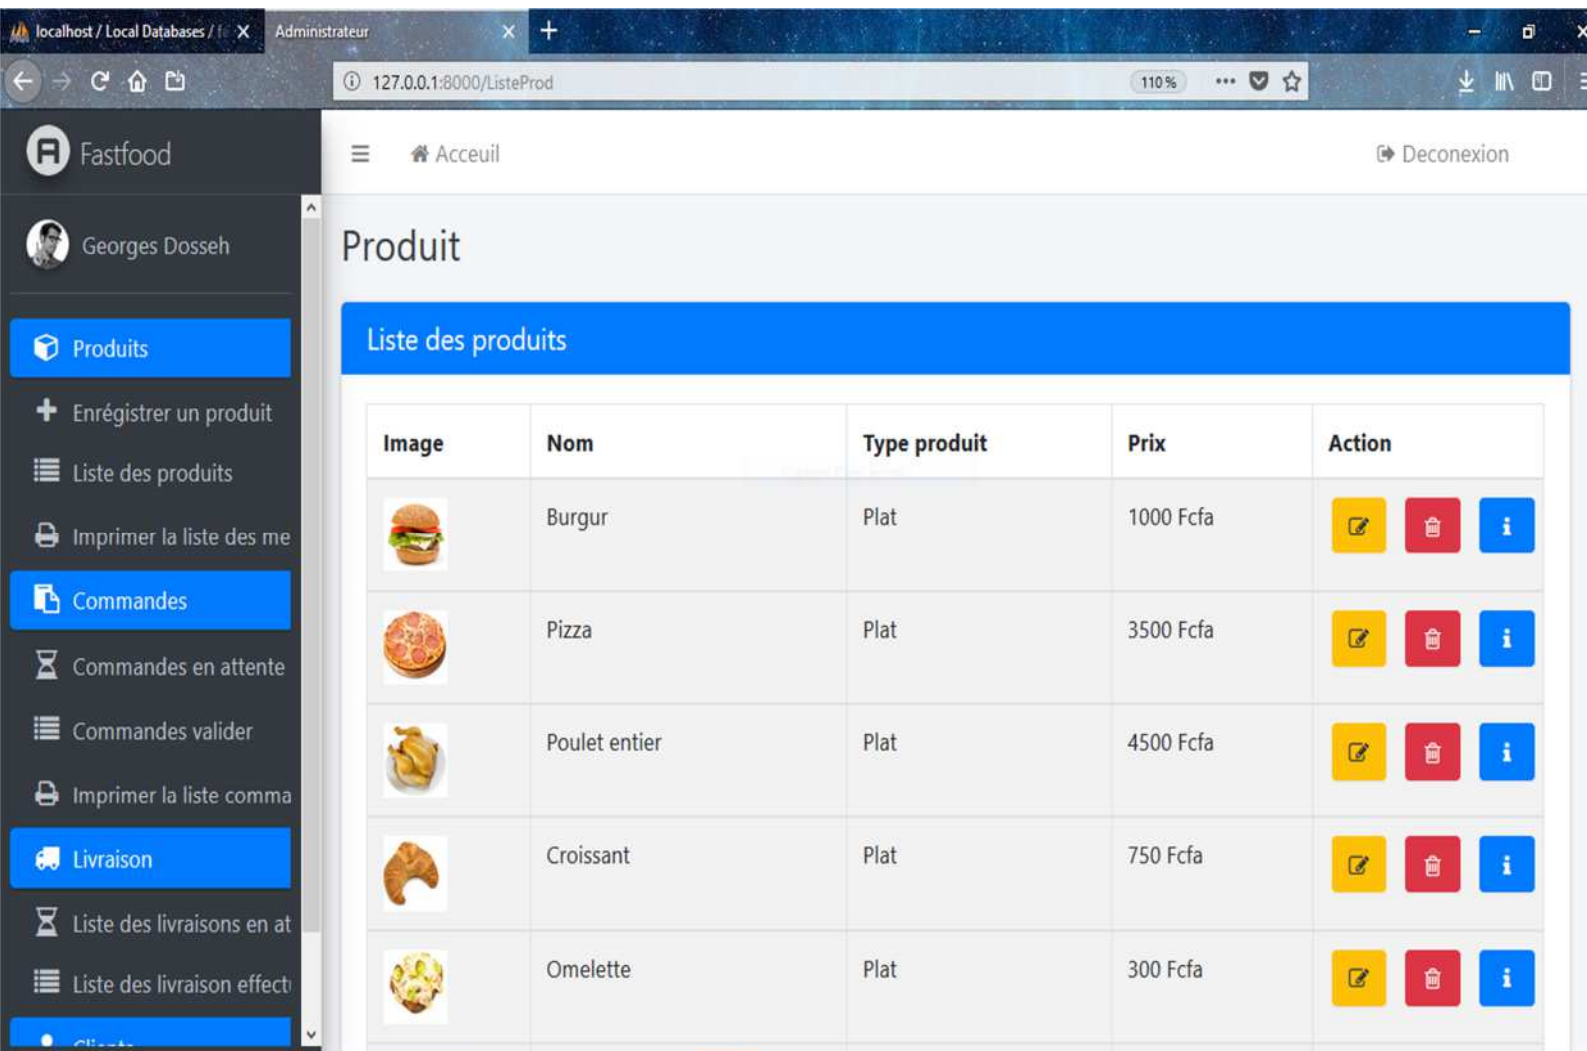 localhost / Local Databases / f
Administrateur
127.0.0.1:8000/ListeProd
110 %
Fastfood
Acceuil
Deconexion
Georges Dosseh
Produit
Produits
Liste des produits
Enrégistrer un produit
Liste des produits
Imprimer la liste des me
Commandes
Commandes en attente
Commandes valider
Imprimer la liste comma
Livraison
Liste des livraisons en at
Liste des livraison effect
Image Nom Type produit Prix Action
Burgur Plat 1000 Fcfa
Pizza Plat 3500 Fcfa
Poulet entier Plat 4500 Fcfa
Croissant Plat 750 Fcfa
Omelette Plat 300 Fcfa